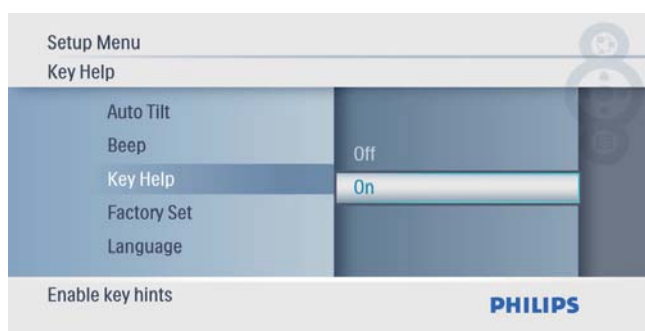 Setup Menu
Key Help
Auto Tilt
Beep
Key Help
Factory Set
Language
Off
On
Enable key hints
PHILIPS